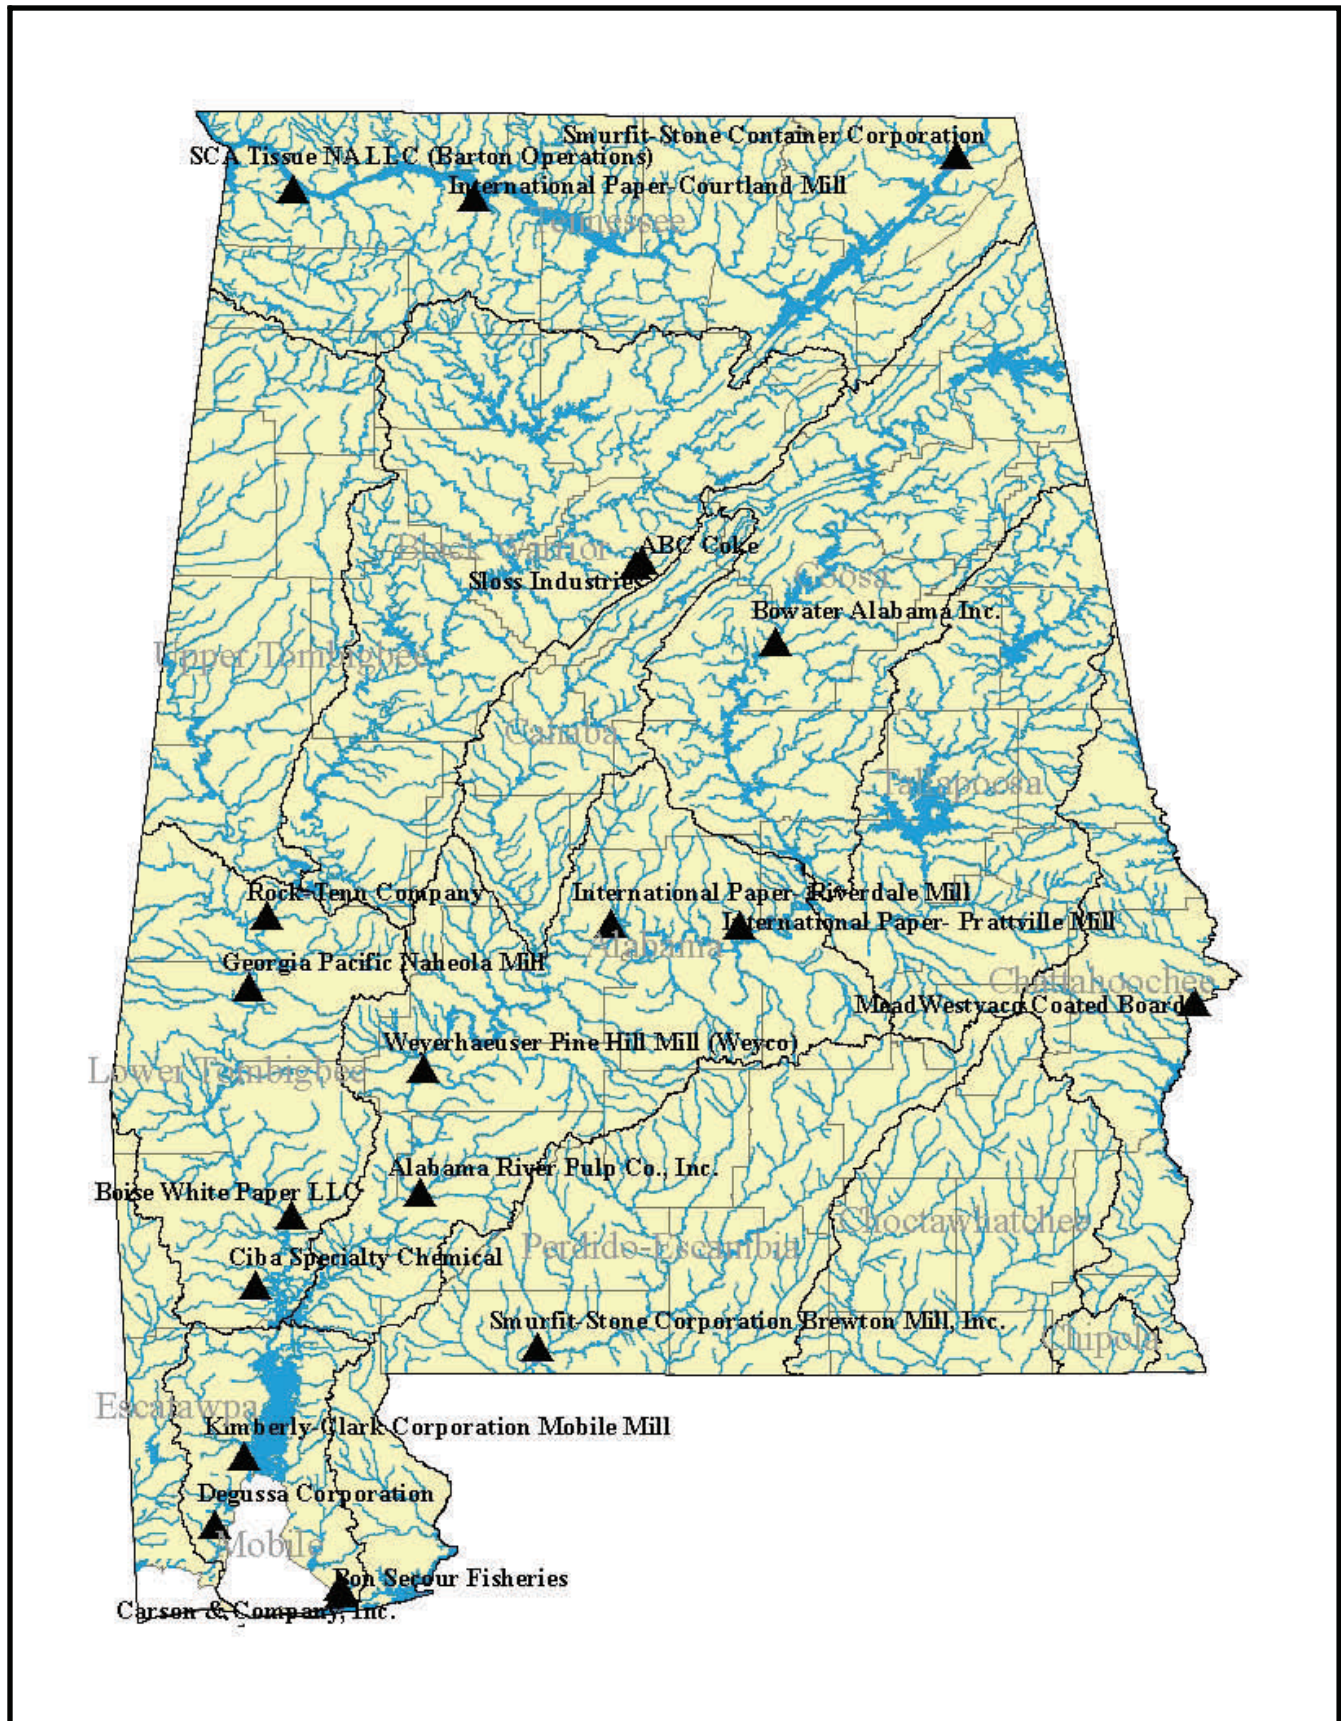 Smurfit-Stone Container Corporation
SCA Tissue NA LLC (Barton Operations)
International Paper-Courtland Mill
Tennessee
Black Warrior
ABC Coke
Sloss Industries
Coosa
Bowater Alabama Inc.
Upper Tombigbee
Cahaba
Tallapoosa
Rock-Tenn Company
International Paper- Riverdale Mill
International Paper- Prattville Mill
Alabama
Georgia Pacific Naheola Mill
Chattahoochee
MeadWestvaco Coated Board
Weyerhaeuser Pine Hill Mill (Weyco)
Lower Tombigbee
Alabama River Pulp Co., Inc.
Boise White Paper LLC
Choctawhatchee
Perdido-Escambia
Ciba Specialty Chemical
Smurfit-Stone Corporation Brewton Mill, Inc.
Chipola
Escatawpa
Kimberly-Clark Corporation Mobile Mill
Degussa Corporation
Mobile
Bon Secour Fisheries
Carson & Company, Inc.